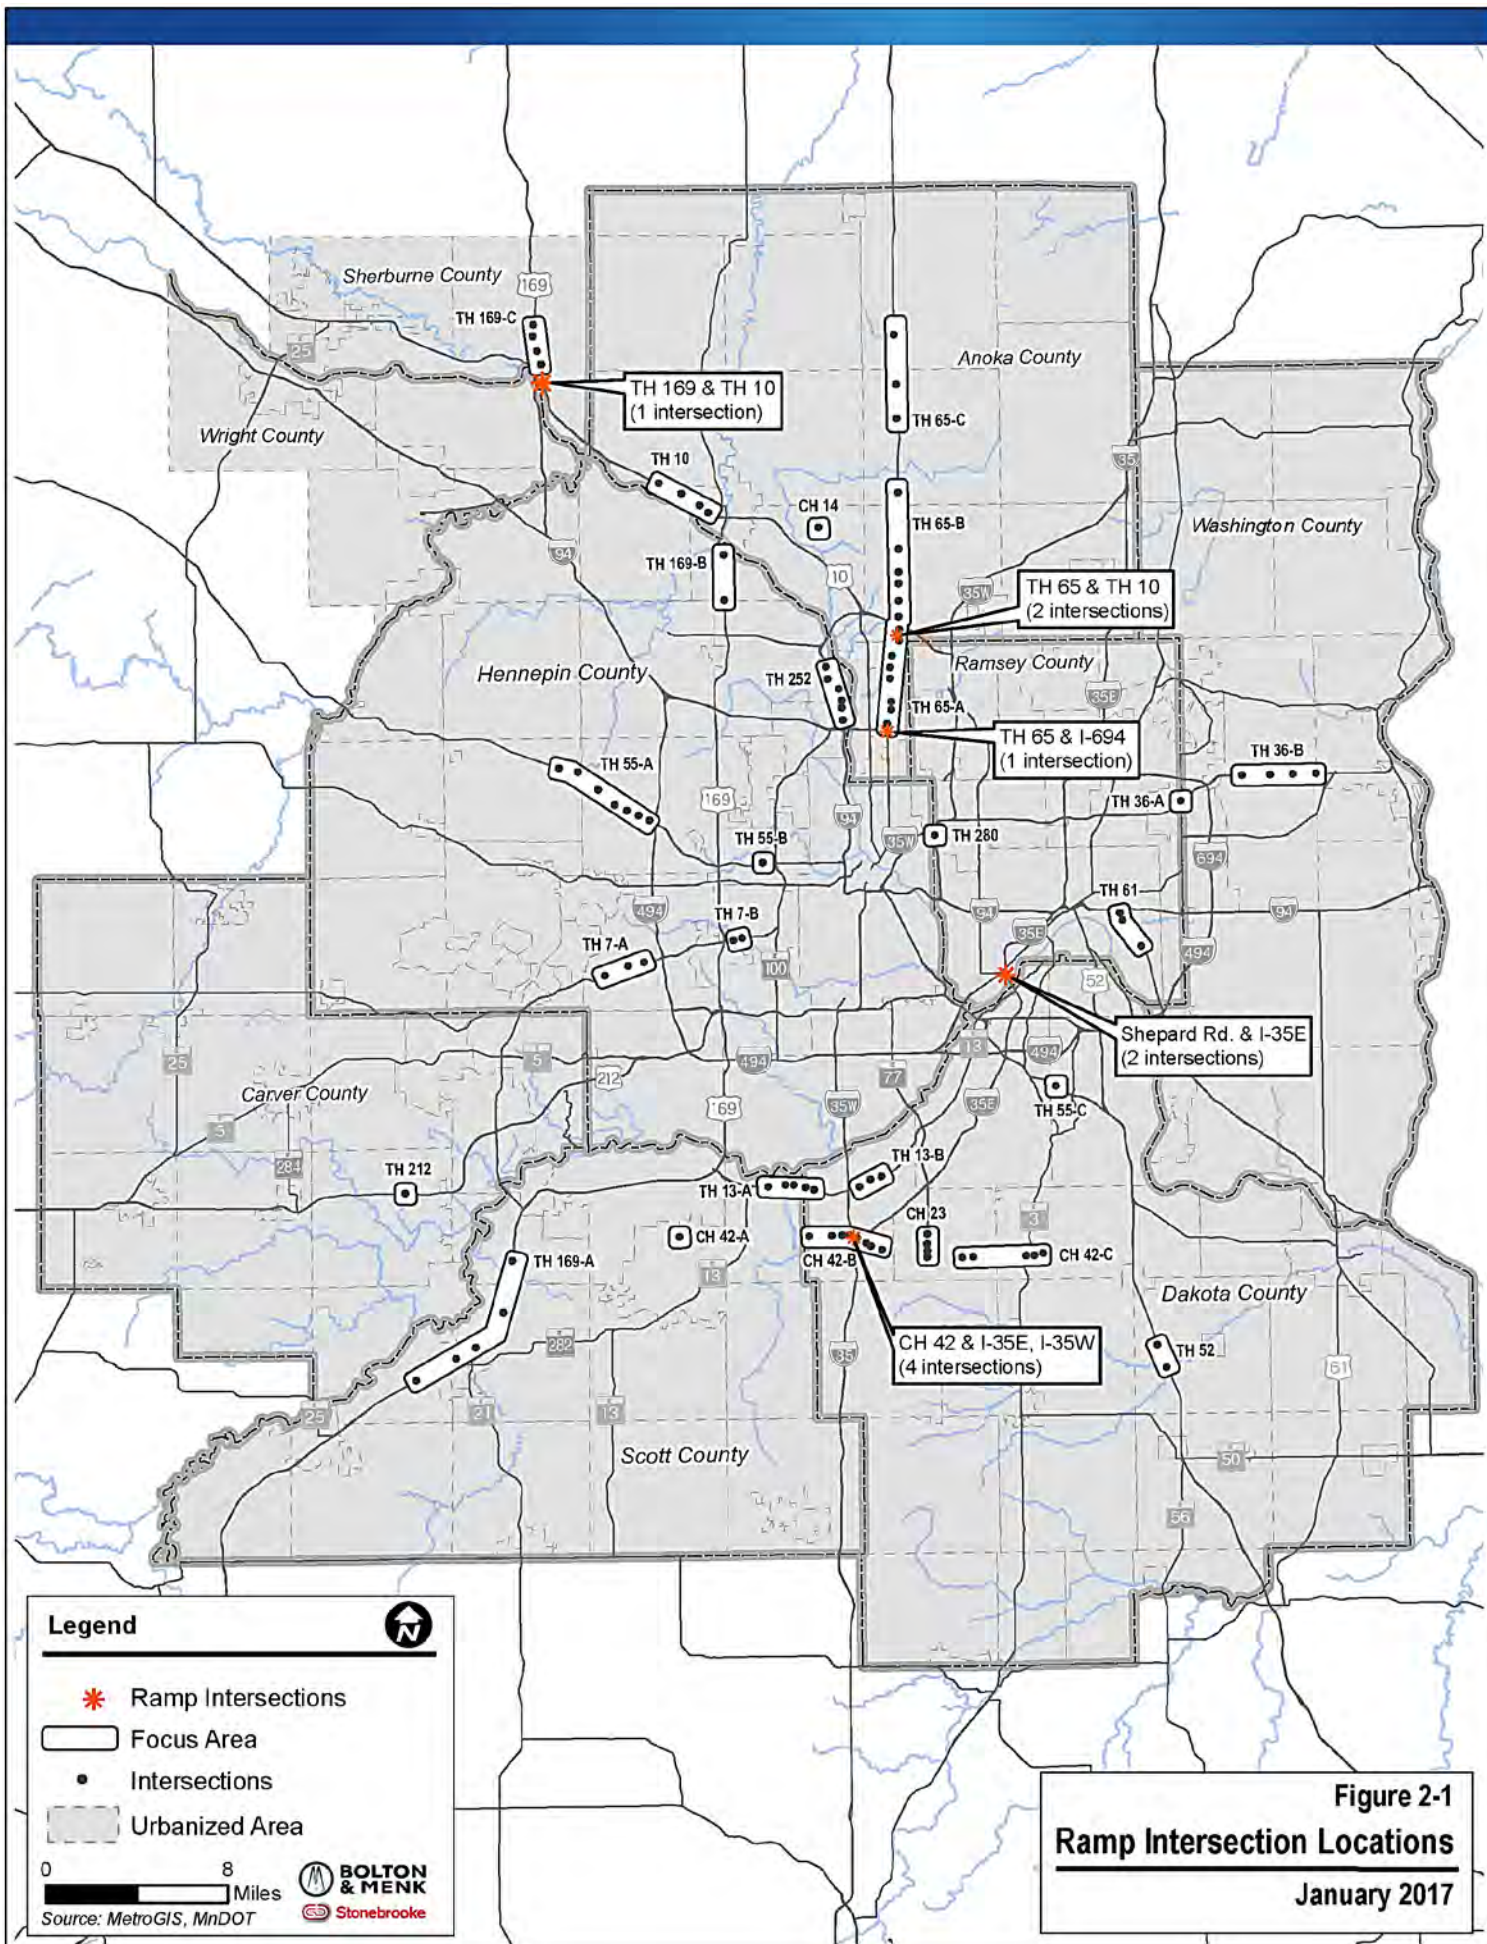 Sherburne County
169
TH 169-C
25
Anoka County
TH 169 & TH 10
(1 intersection)
TH 65-C
Wright County
35
TH 10
CH 14
TH 65-B
Washington County
94
TH 169-B
10
35W
TH 65 & TH 10
(2 intersections)
Hennepin County
TH 252
Ramsey County
35E
TH 65-A
TH 65 & I-694
(1 intersection)
TH 55-A
TH 36-B
169
TH 36-A
94
35W
TH 280
TH 55-B
694
TH 61
494
TH 7-B
94
94
35E
TH 7-A
494
100
52
Shepard Rd. & I-35E
(2 intersections)
25
5
494
13
494
212
77
Carver County
169
35W
35E
TH 55-C
5
284
TH 212
TH 13-B
TH 13-A
CH 23
3
CH 42-A
CH 42-B
CH 42-C
TH 169-A
13
Dakota County
282
35
CH 42 & I-35E, I-35W
(4 intersections)
TH 52
61
25
21
13
Scott County
50
56
Legend
N
Ramp Intersections
Focus Area
Intersections
Urbanized Area
0 8
Miles
BOLTON
& MENK
Stonebrooke
Source: MetroGIS, MnDOT
Figure 2-1
Ramp Intersection Locations
January 2017